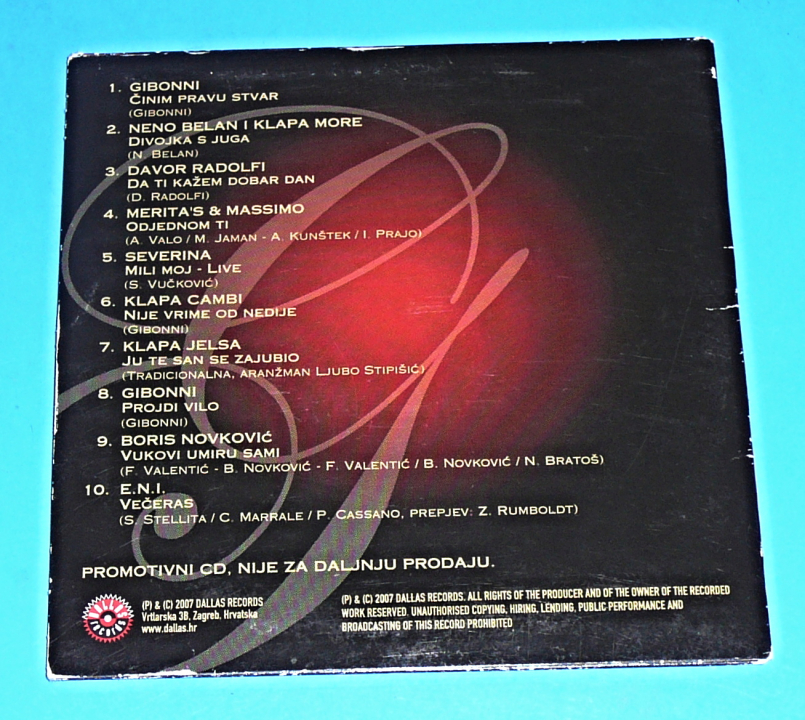 1. GIBONNI
ČINIM PRAVU STVAR
(GIBONNI)
2. NENO BELAN I KLAPA MORE
DIVOJKA S JUGA
(N. BELAN)
3. DAVOR RADOLFI
DA TI KAŽEM DOBAR DAN
(D. RADOLFI)
4. MERITA'S & MASSIMO
ODJEDNOM TI
(A. VALO / M. JAMAN - A. KUNŠTEK / I. PRAJO)
5. SEVERINA
MILI MOJ - LIVE
(S. VUČKOVIĆ)
6. KLAPA CAMBI
NIJE VRIME OD NEDIJE
(GIBONNI)
7. KLAPA JELSA
JU TE SAN SE ZAJUBIO
(TRADICIONALNA, ARANŽMAN LJUBO STIPIŠIĆ)
8. GIBONNI
PROJDI VILO
(GIBONNI)
9. BORIS NOVKOVIĆ
VUKOVI UMIRU SAMI
(F. VALENTIĆ - B. NOVKOVIĆ - F. VALENTIĆ / B. NOVKOVIĆ / N. BRATOŠ)
10. E.N.I.
VEČERAS
(S. STELLITA / C. MARRALE / P. CASSANO, PREPJEV: Z. RUMBOLDT)
PROMOTIVNI CD, NIJE ZA DALJNJU PRODAJU.
DALLAS RECORDS
(P) & (C) 2007 DALLAS RECORDS
Vrtlarska 3B, Zagreb, Hrvatska
www.dallas.hr
(P) & (C) 2007 DALLAS RECORDS. ALL RIGHTS OF THE PRODUCER AND OF THE OWNER OF THE RECORDED
WORK RESERVED. UNAUTHORISED COPYING, HIRING, LENDING, PUBLIC PERFORMANCE AND
BROADCASTING OF THIS RECORD PROHIBITED